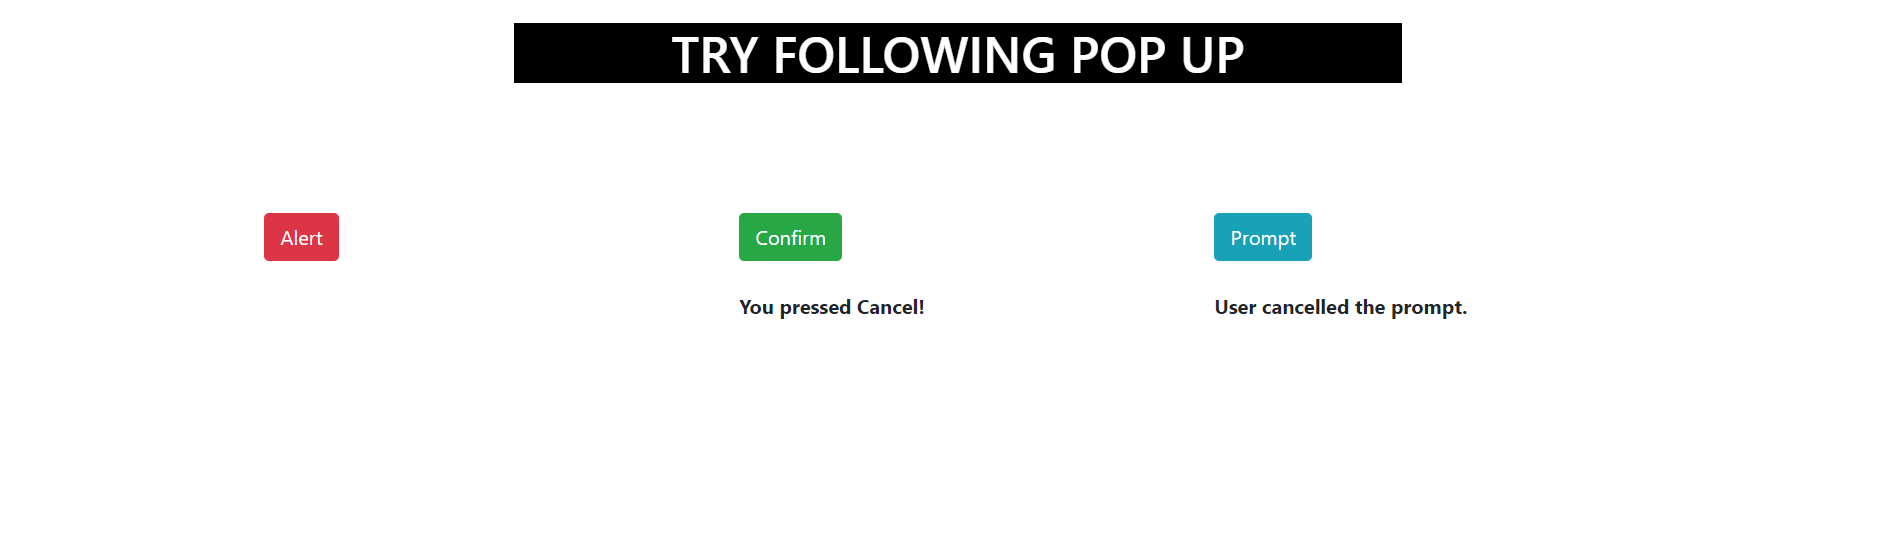 TRY FOLLOWING POP UP
Alert
Confirm
Prompt
You pressed Cancel!
User cancelled the prompt.